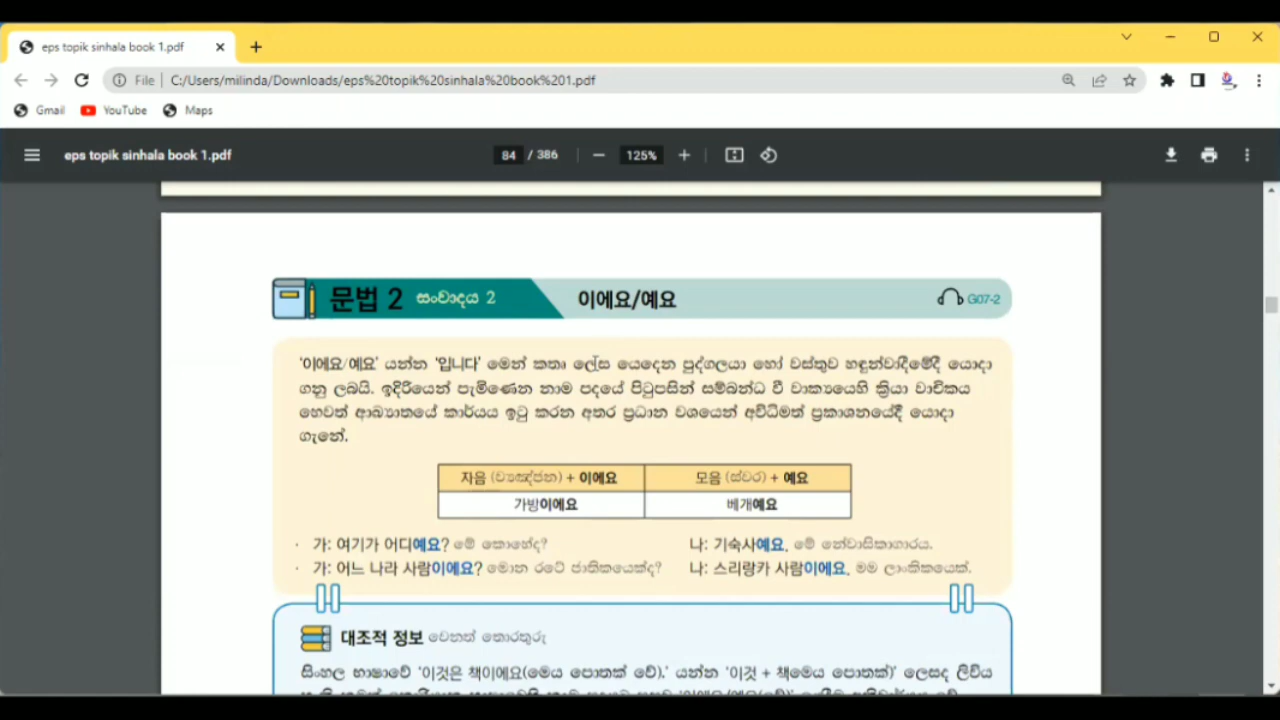 eps topik sinhala book 1.pdf
File
C:/Users/milinda/Downloads/eps%20topik%20sinhala%20book%201.pdf
Gmail YouTube Maps
eps topik sinhala book 1.pdf 84 / 386 125%
문법 2 සංවාදය 2 이에요/예요 G07-2
'이에요/예요' යන්න '입니다' මෙන් කතෘ ලේස යෙදෙන පුද්ගලයා හෝ වස්තුව හඳුන්වාදීමේදී යොදා
ගනු ලබයි. ඉදිරියෙන් පැමිණෙන නාම පදයේ පිටුපසින් සම්බන්ධ වී වාක්‍යයෙහි ක්‍රියා වාචිකය
හෙවත් ආඛ්‍යාතයේ කාර්යය ඉටු කරන අතර ප්‍රධාන වශයෙන් අවිධිමත් ප්‍රකාශනයේදී යොදා
ගැනේ.
자음 (ව්‍යඤ්ජන) + 이에요 모음 (ස්වර) + 예요
가방이에요 베개예요
· 가: 여기가 어디예요? මේ කොහේද? 나: 기숙사예요. මේ නේවාසිකාගාරය.
· 가: 어느 나라 사람이에요? මොන රටේ ජාතිකයෙක්ද? 나: 스리랑카 사람이에요. මම ලාංකිකයෙක්.
대조적 정보 වෙනත් තොරතුරු
සිංහල භාෂාවේ '이것은 책이에요(මෙය පොතක් වේ).' යන්න '이것 + 책(මෙය පොතක්)' ලෙසද ලිවිය